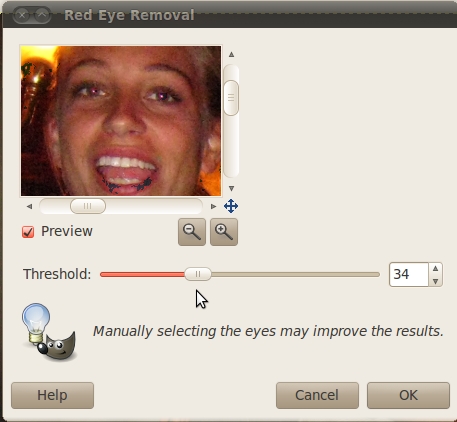 Red Eye Removal
Preview
Threshold:
34
Manually selecting the eyes may improve the results.
Help
Cancel
OK